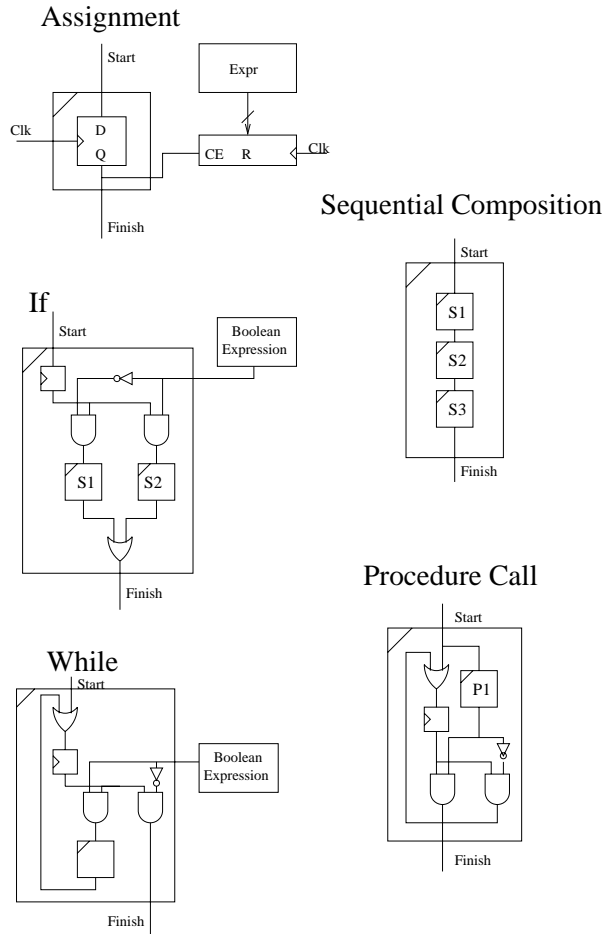 Assignment
Start
Expr
Clk
D
Q
CE R
Clk
Finish
Sequential Composition
Start
S1
S2
S3
Finish
If
Start
Boolean
Expression
S1
S2
Finish
Procedure Call
Start
P1
Finish
While
Start
Boolean
Expression
Finish